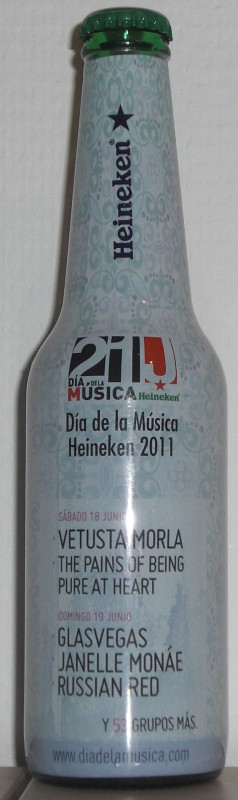 ★ Heineken®
21J
DÍA DE LA
MÚSICA Heineken®
Día de la Música
Heineken 2011
SÁBADO 18 JUNIO
VETUSTA MORLA
THE PAINS OF BEING
PURE AT HEART
DOMINGO 19 JUNIO
GLASVEGAS
JANELLE MONÁE
RUSSIAN RED
Y 53 GRUPOS MÁS.
www.diadelamusica.com